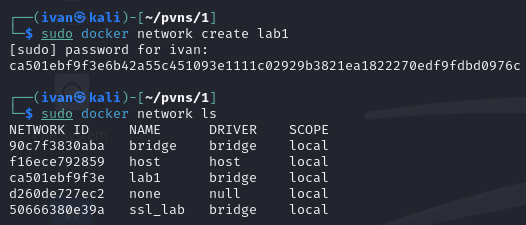 ┌──(ivan㉿kali)-[~/pvns/1]
└─$ sudo docker network create lab1
[sudo] password for ivan:
ca501ebf9f3e6b42a55c451093e1111c02929b3821ea1822270edf9fdbd0976c
┌──(ivan㉿kali)-[~/pvns/1]
└─$ sudo docker network ls
NETWORK ID     NAME      DRIVER    SCOPE
90c7f3830aba   bridge    bridge    local
f16ece792859   host      host      local
ca501ebf9f3e   lab1      bridge    local
d260de727ec2   none      null      local
50666380e39a   ssl_lab   bridge    local